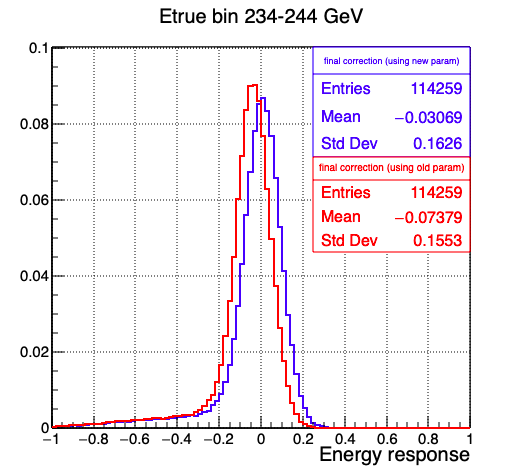 Etrue bin 234-244 GeV
0.1
0.08
0.06
0.04
0.02
0
final correction (using new param)
Entries 114259
Mean −0.03069
Std Dev 0.1626
final correction (using old param)
Entries 114259
Mean −0.07379
Std Dev 0.1553
−1 −0.8 −0.6 −0.4 −0.2 0 0.2 0.4 0.6 0.8 1
Energy response